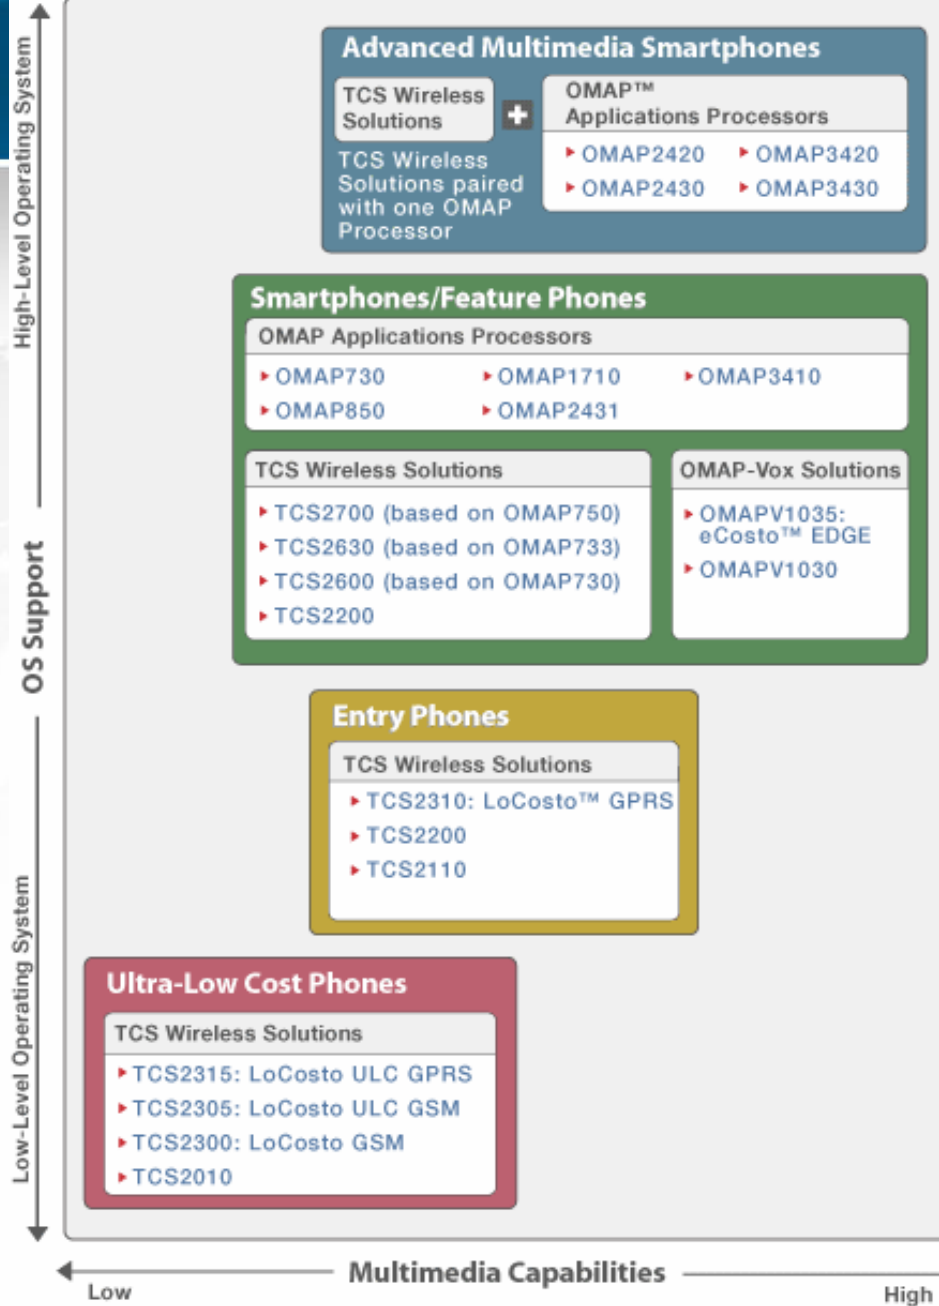 High-Level Operating System
OS Support
Low-Level Operating System
Advanced Multimedia Smartphones
TCS Wireless
Solutions
+
OMAP™
Applications Processors
TCS Wireless
Solutions paired
with one OMAP
Processor
OMAP2420
OMAP3420
OMAP2430
OMAP3430
Smartphones/Feature Phones
OMAP Applications Processors
OMAP730
OMAP1710
OMAP3410
OMAP850
OMAP2431
TCS Wireless Solutions
TCS2700 (based on OMAP750)
TCS2630 (based on OMAP733)
TCS2600 (based on OMAP730)
TCS2200
OMAP-Vox Solutions
OMAPV1035:
eCosto™ EDGE
OMAPV1030
Entry Phones
TCS Wireless Solutions
TCS2310: LoCosto™ GPRS
TCS2200
TCS2110
Ultra-Low Cost Phones
TCS Wireless Solutions
TCS2315: LoCosto ULC GPRS
TCS2305: LoCosto ULC GSM
TCS2300: LoCosto GSM
TCS2010
Multimedia Capabilities
Low
High